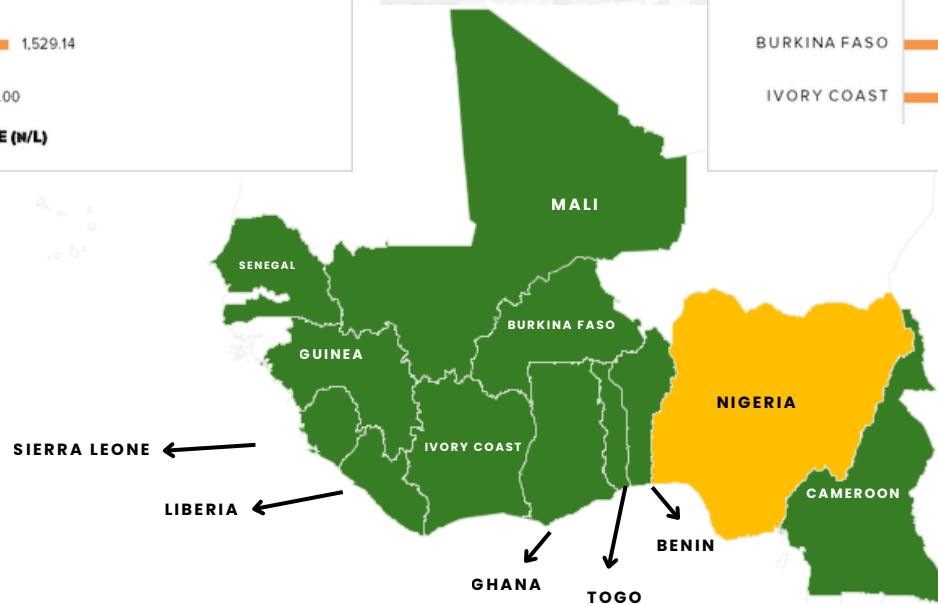 1,529.14
.00
E (₦/L)
BURKINA FASO
IVORY COAST
MALI
SENEGAL
BURKINA FASO
GUINEA
NIGERIA
IVORY COAST
SIERRA LEONE
CAMEROON
LIBERIA
BENIN
GHANA
TOGO